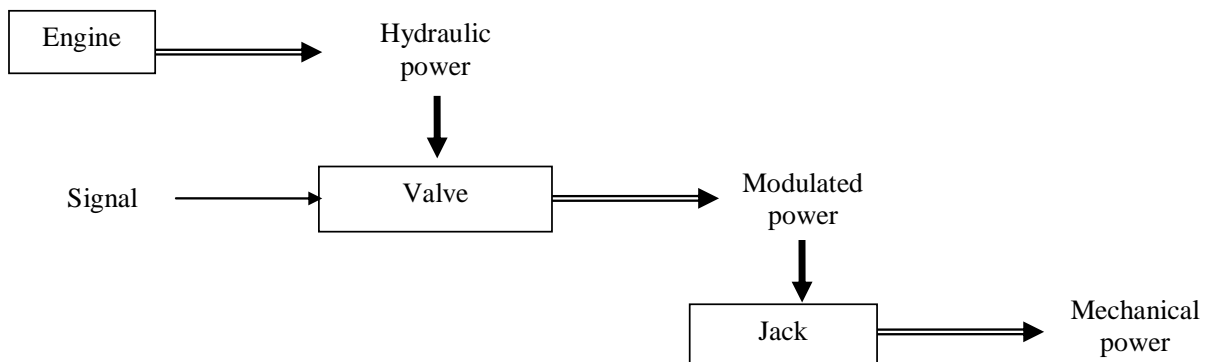 Engine
Hydraulic
power
Signal
Valve
Modulated
power
Jack
Mechanical
power